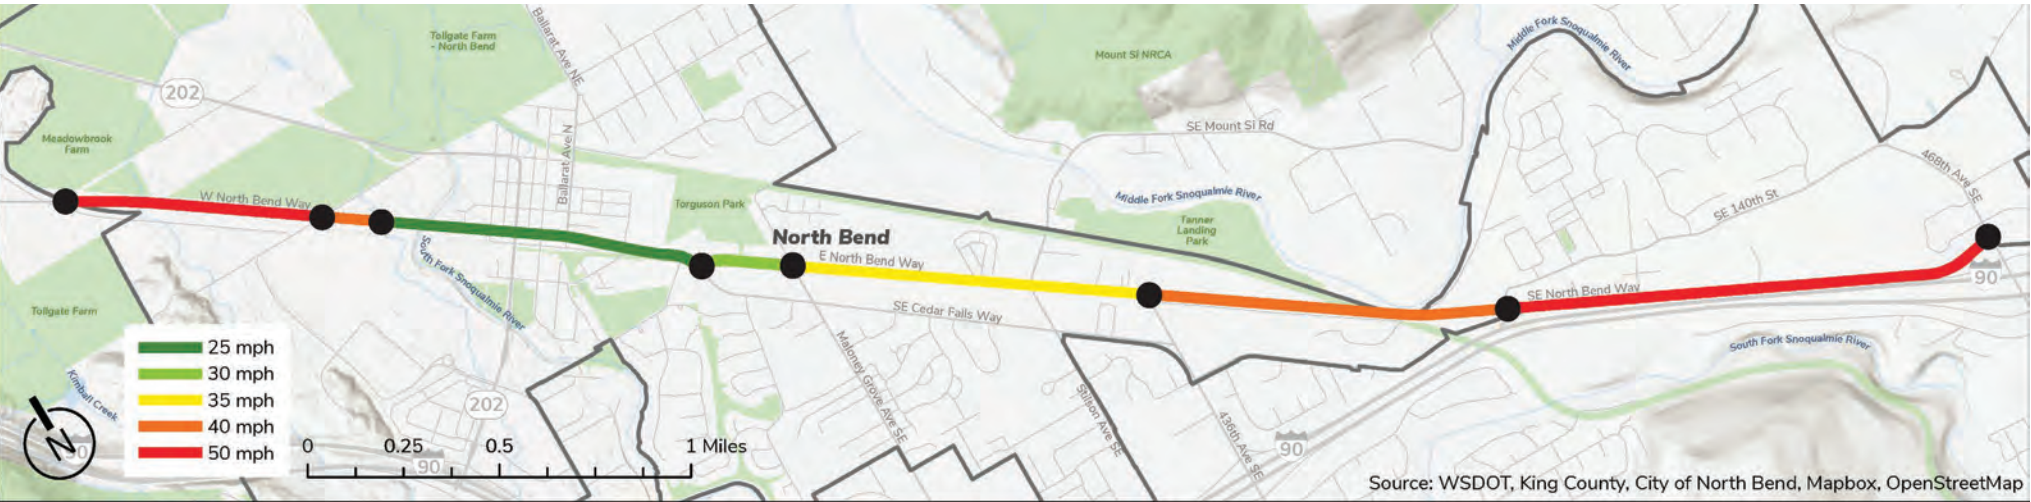 Ballarat Ave NE
Tollgate Farm
- North Bend
Mount Si NRCA
Middle Fork Snoqualmie River
202
SE Mount Si Rd
Meadowbrook
Farm
Ballarat Ave N
468th Ave SE
W North Bend Way
Torguson Park
Middle Fork Snoqualmie River
Tanner
Landing
Park
SE 140th St
North Bend
E North Bend Way
South Fork Snoqualmie River
90
SE North Bend Way
Tollgate Farm
SE Cedar Falls Way
South Fork Snoqualmie River
25 mph
30 mph
35 mph
40 mph
50 mph
Kimball Creek
Maloney Grove Ave SE
Stilson Ave SE
436th Ave SE
202
N
0 0.25 0.5 1 Miles
90
90
Source: WSDOT, King County, City of North Bend, Mapbox, OpenStreetMap